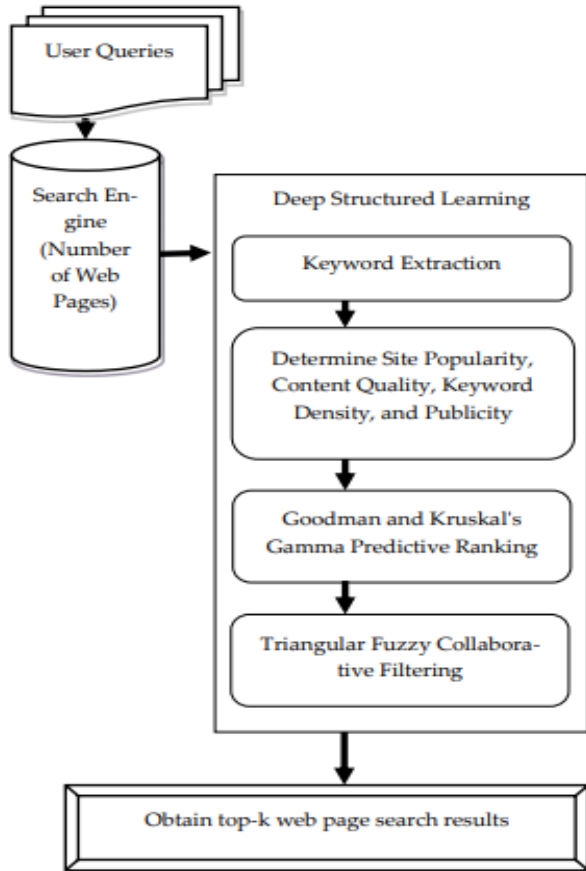 User Queries
Search En-
gine
(Number
of Web
Pages)
Deep Structured Learning
Keyword Extraction
Determine Site Popularity,
Content Quality, Keyword
Density, and Publicity
Goodman and Kruskal's
Gamma Predictive Ranking
Triangular Fuzzy Collabora-
tive Filtering
Obtain top-k web page search results